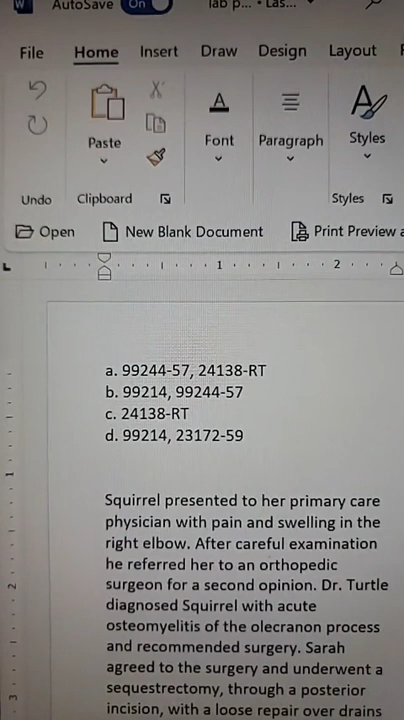 AutoSave On lab p... • Las...
File Home Insert Draw Design Layout
Paste Font Paragraph Styles
Undo Clipboard Styles
Open New Blank Document Print Preview a
1 2
a. 99244-57, 24138-RT
b. 99214, 99244-57
c. 24138-RT
d. 99214, 23172-59
1
Squirrel presented to her primary care
physician with pain and swelling in the
right elbow. After careful examination
he referred her to an orthopedic
2
surgeon for a second opinion. Dr. Turtle
diagnosed Squirrel with acute
osteomyelitis of the olecranon process
and recommended surgery. Sarah
agreed to the surgery and underwent a
sequestrectomy, through a posterior
3
incision, with a loose repair over drains